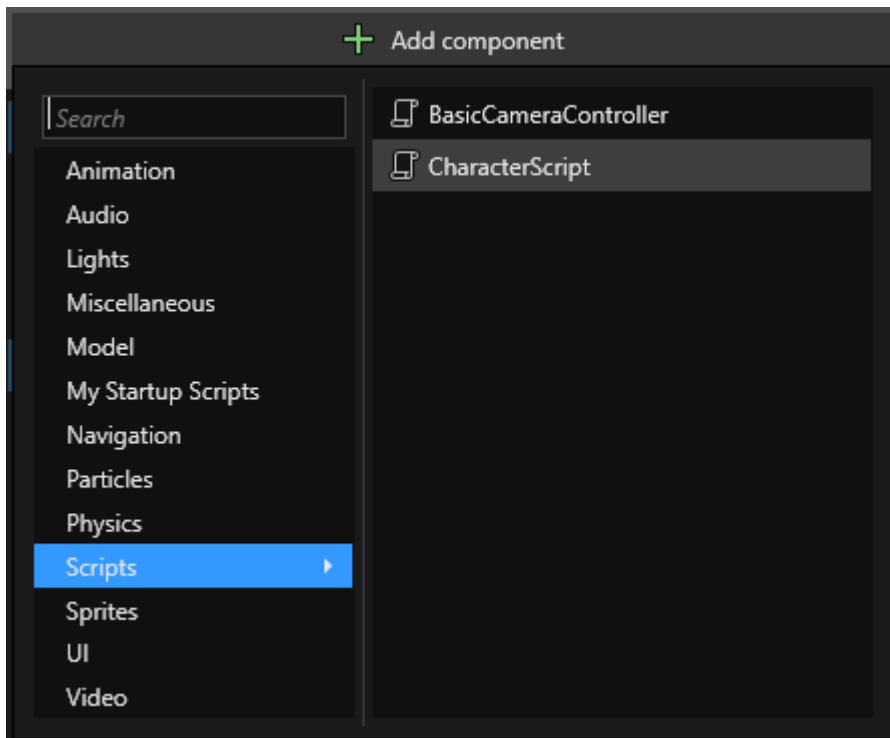 Add component
Search
Animation
Audio
Lights
Miscellaneous
Model
My Startup Scripts
Navigation
Particles
Physics
Scripts
Sprites
UI
Video
BasicCameraController
CharacterScript